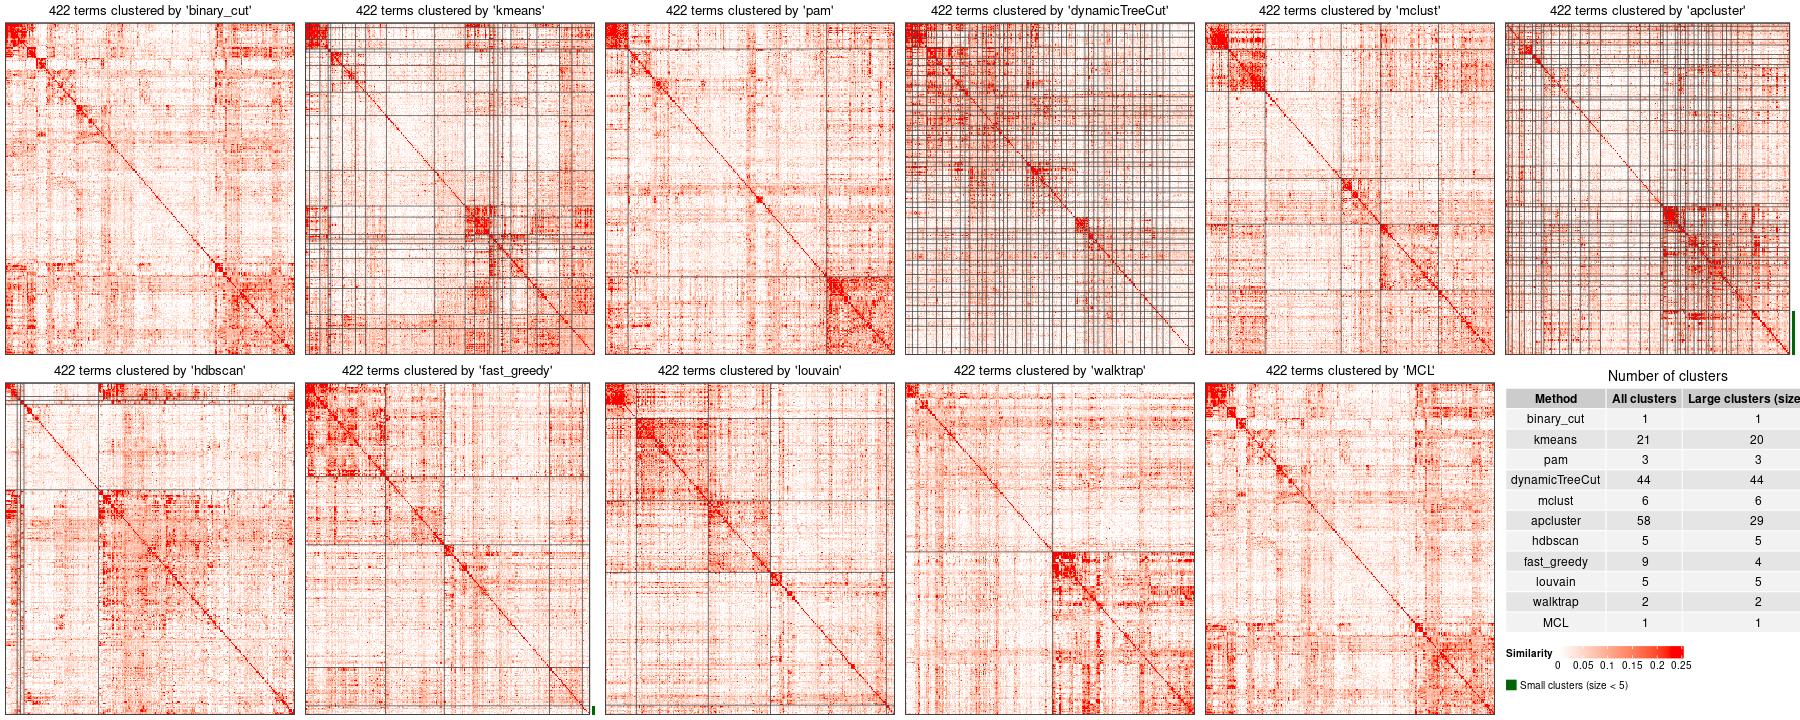 422 terms clustered by 'binary_cut'
422 terms clustered by 'kmeans'
422 terms clustered by 'pam'
422 terms clustered by 'dynamicTreeCut'
422 terms clustered by 'mclust'
422 terms clustered by 'apcluster'
422 terms clustered by 'hdbscan'
422 terms clustered by 'fast_greedy'
422 terms clustered by 'louvain'
422 terms clustered by 'walktrap'
422 terms clustered by 'MCL'
Number of clusters
Method All clusters Large clusters (size
binary_cut 1 1
kmeans 21 20
pam 3 3
dynamicTreeCut 44 44
mclust 6 6
apcluster 58 29
hdbscan 5 5
fast_greedy 9 4
louvain 5 5
walktrap 2 2
MCL 1 1
Similarity
0 0.05 0.1 0.15 0.2 0.25
Small clusters (size < 5)